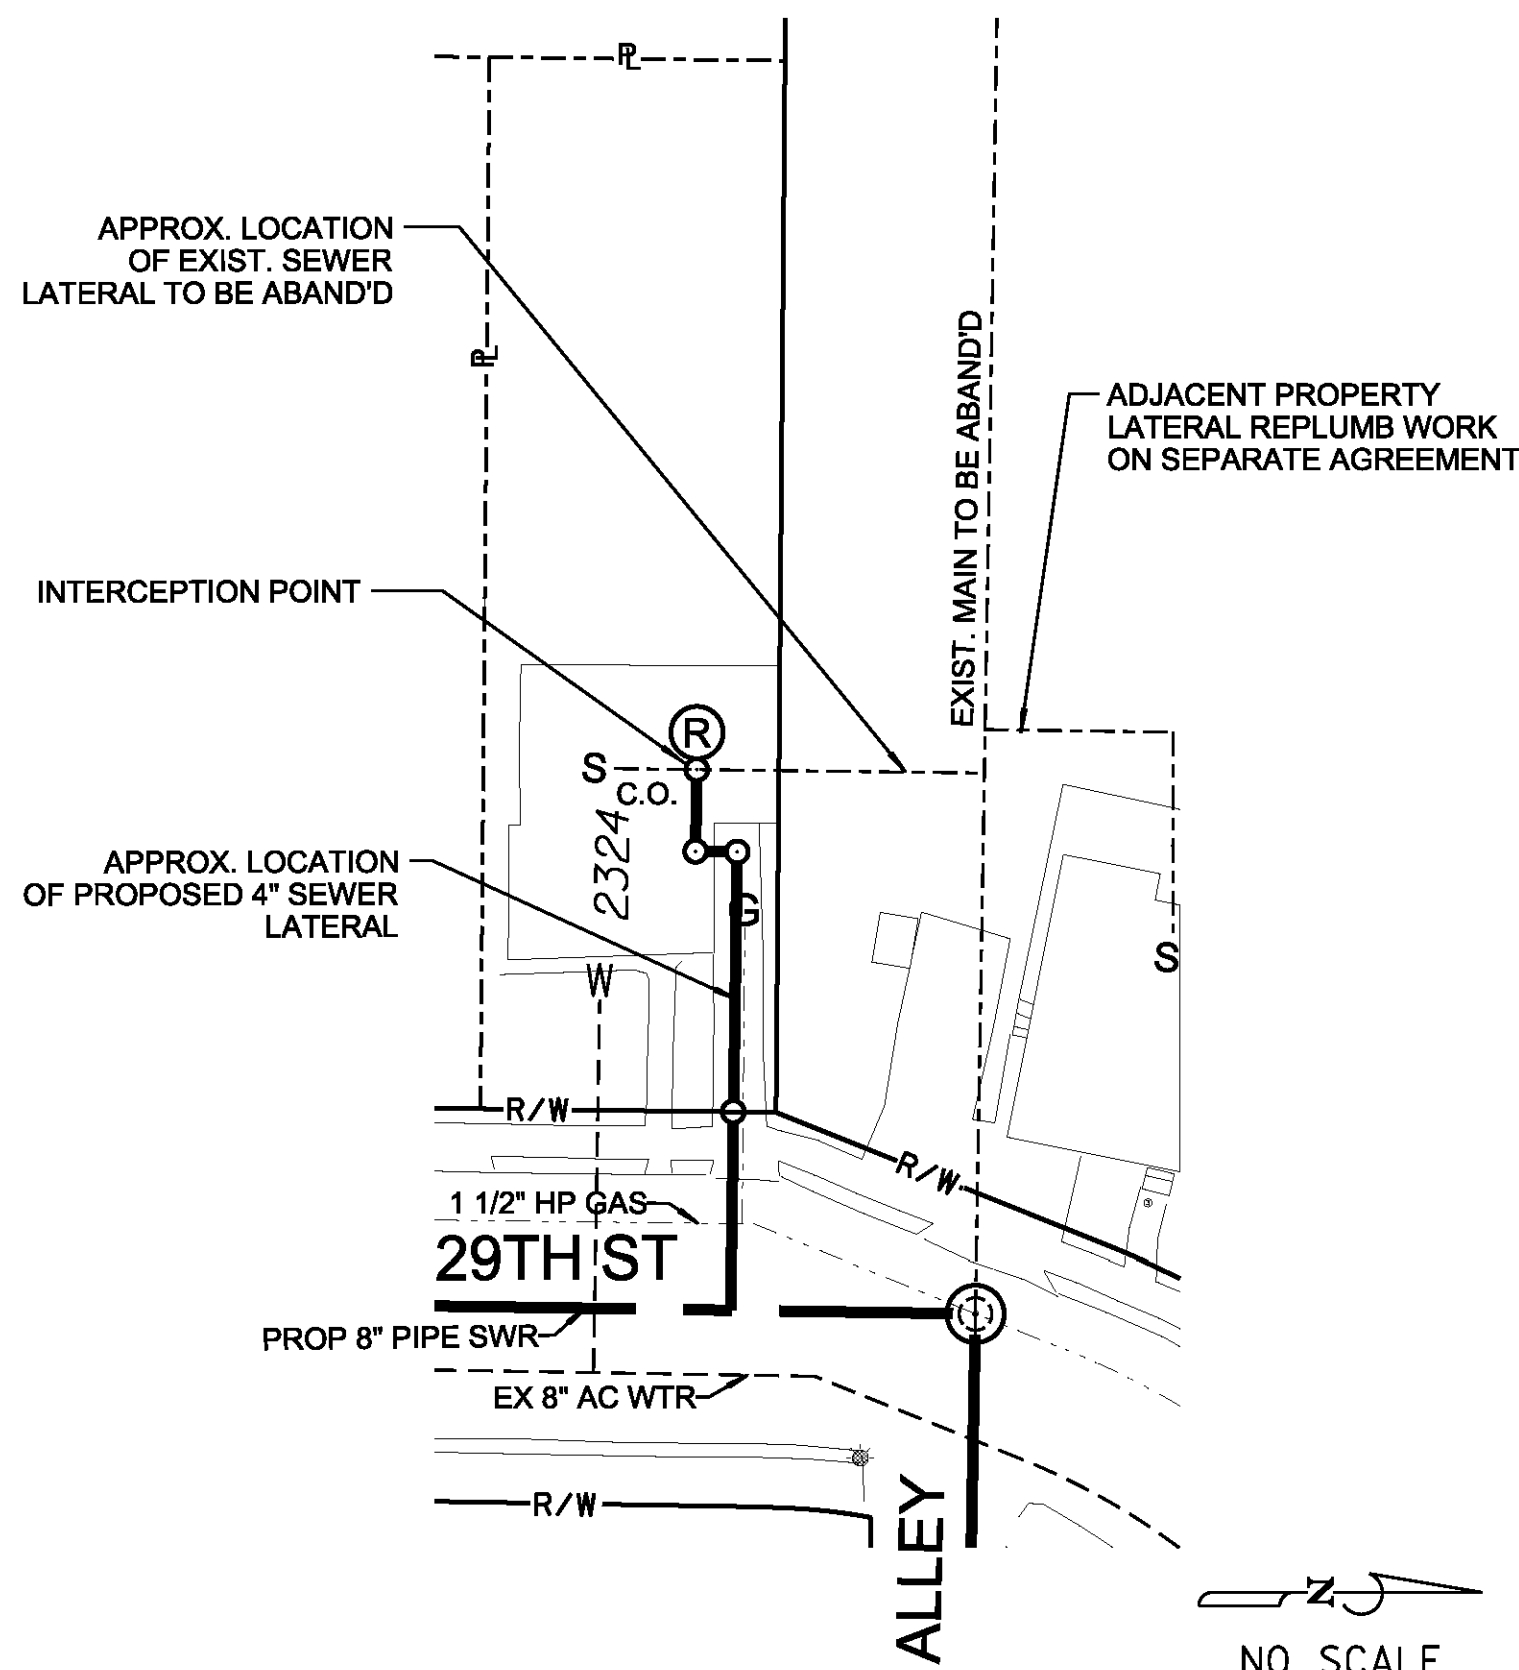 PL
APPROX. LOCATION
OF EXIST. SEWER
LATERAL TO BE ABAND'D
PL
EXIST. MAIN TO BE ABAND'D
ADJACENT PROPERTY
LATERAL REPLUMB WORK
ON SEPARATE AGREEMENT
INTERCEPTION POINT
R
S
C.O.
2324
APPROX. LOCATION
OF PROPOSED 4" SEWER
LATERAL
G
S
W
R/W
R/W
1 1/2" HP GAS
29TH ST
PROP 8" PIPE SWR
EX 8" AC WTR
R/W
ALLEY
N
NO SCALE